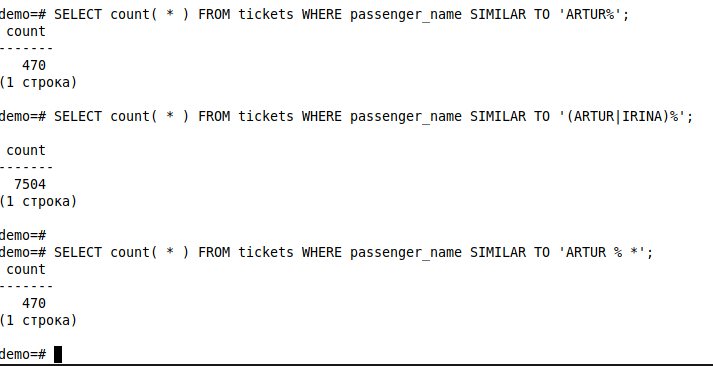 demo=# SELECT count( * ) FROM tickets WHERE passenger_name SIMILAR TO 'ARTUR%';
count
-------
470
(1 строка)
demo=# SELECT count( * ) FROM tickets WHERE passenger_name SIMILAR TO '(ARTUR|IRINA)%';
count
-------
7504
(1 строка)
demo=#
demo=# SELECT count( * ) FROM tickets WHERE passenger_name SIMILAR TO 'ARTUR % *';
count
-------
470
(1 строка)
demo=#